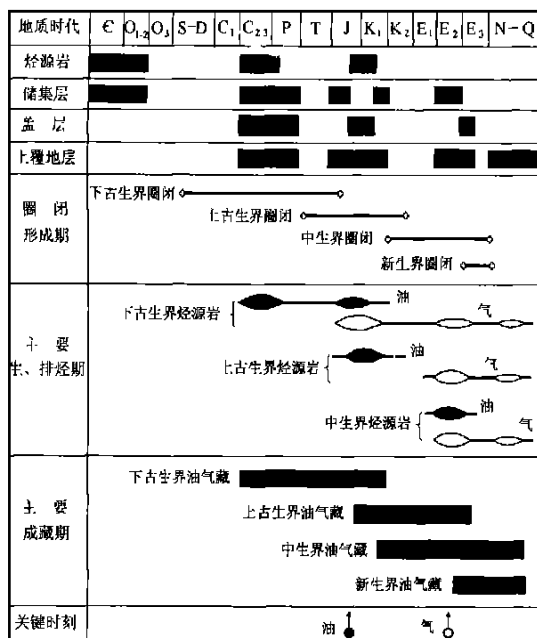 地质时代 Є O₁₋₂ O₃ S-D C₁ C₂₋₃ P T J K₁ K₂ E₁ E₂ E₃ N-Q
烃源岩
储集层
盖层
上覆地层
圈闭
形成期
下古生界圈闭
上古生界圈闭
中生界圈闭
新生界圈闭
主要
生、排烃期
下古生界烃源岩
油
气
上古生界烃源岩
油
气
中生界烃源岩
油
气
主要
成藏期
下古生界油气藏
上古生界油气藏
中生界油气藏
新生界油气藏
关键时刻
油
气